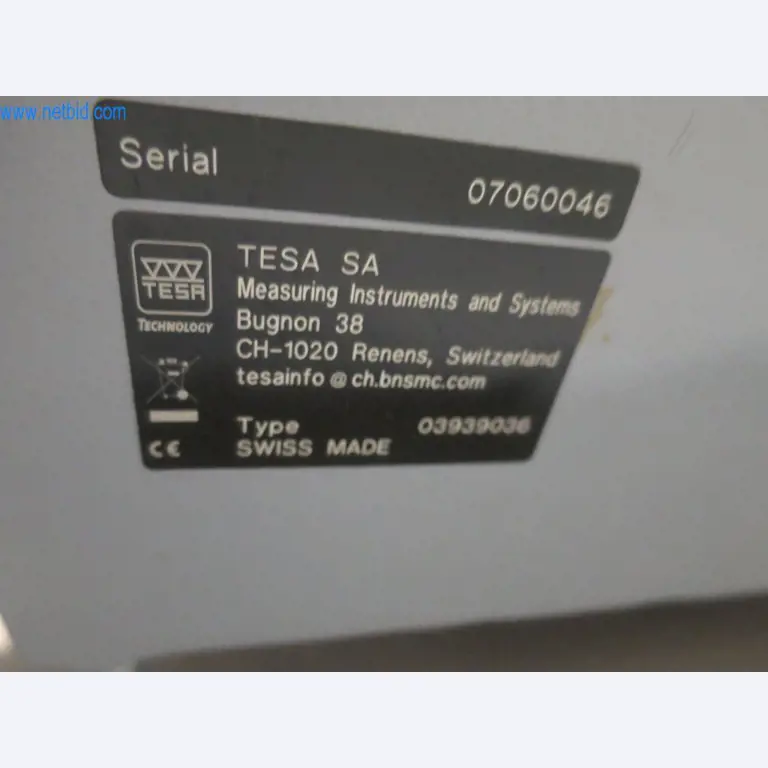 www.netbid.com
Serial 07060046
TESA
TECHNOLOGY
TESA SA
Measuring Instruments and Systems
Bugnon 38
CH-1020 Renens, Switzerland
tesainfo @ ch.bnsmc.com
Type 03939036
SWISS MADE
CE